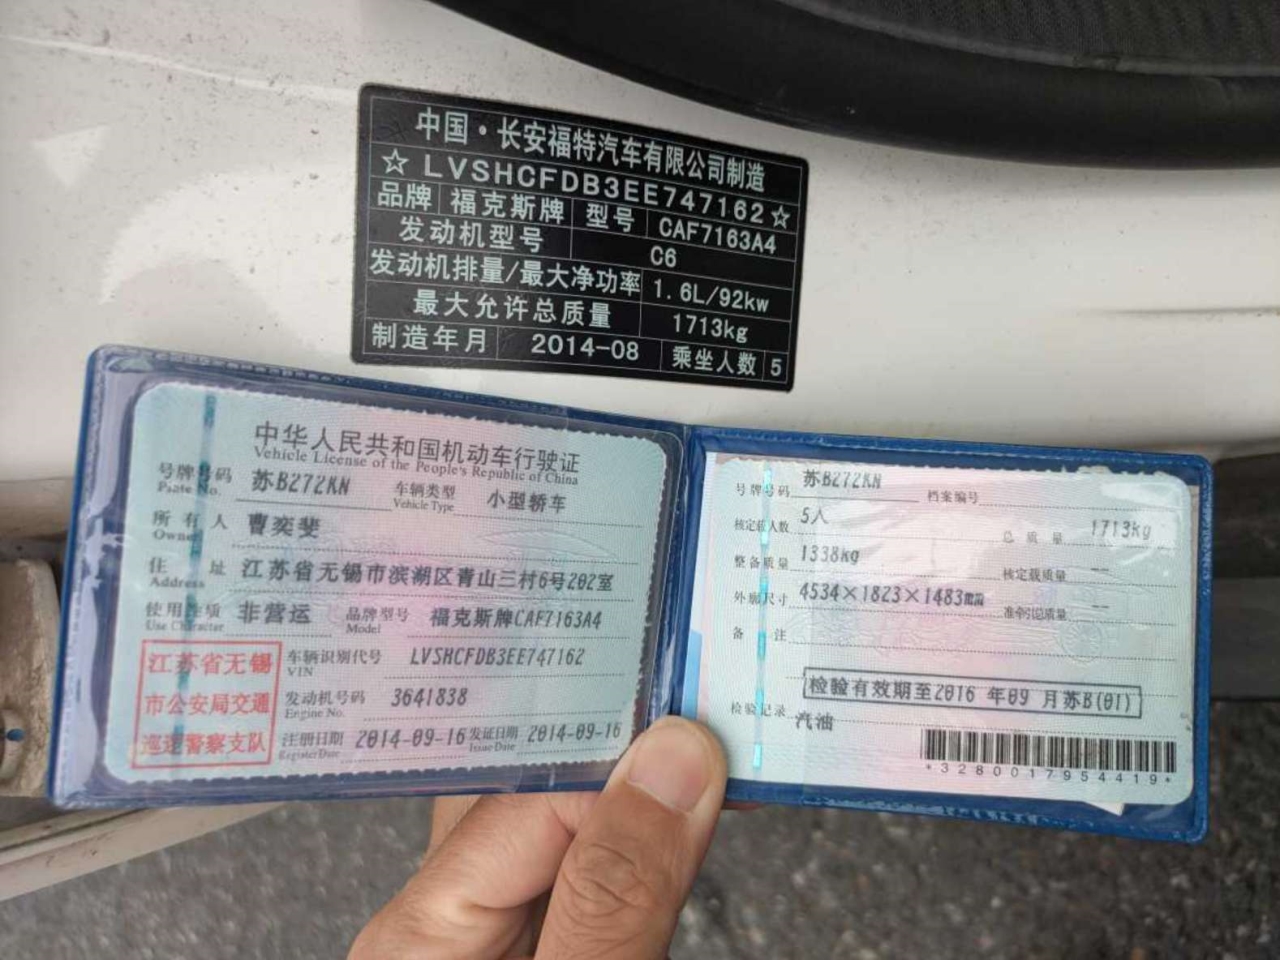 中国·长安福特汽车有限公司制造
☆LVSHCFDB3EE747162☆
品牌 福克斯牌 型号 CAF7163A4
发动机型号 C6
发动机排量/最大净功率 1.6L/92kw
最大允许总质量 1713kg
制造年月 2014-08 乘坐人数 5
中华人民共和国机动车行驶证
Vehicle License of the People's Republic of China
号牌号码 苏B272KN 车辆类型 小型轿车
Plate No. Vehicle Type
所有人 曹奕斐
Owner
住址 江苏省无锡市滨湖区青山三村6号202室
Address
使用性质 非营运 品牌型号 福克斯牌CAF7163A4
Use Character Model
江苏省无锡
市公安局交通
巡逻警察支队
车辆识别代号 LVSHCFDB3EE747162
VIN
发动机号码 3641838
Engine No.
注册日期 2014-09-16 发证日期 2014-09-16
Register Date Issue Date
号牌号码 苏B272KN 档案编号
核定载人数 5人 总质量 1713kg
整备质量 1338kg 核定载质量 --
外廓尺寸 4534×1823×1483mm 准牵引总质量 --
备注
检验有效期至2016 年09 月苏B(01)
检验记录 汽油
*3280017954419*